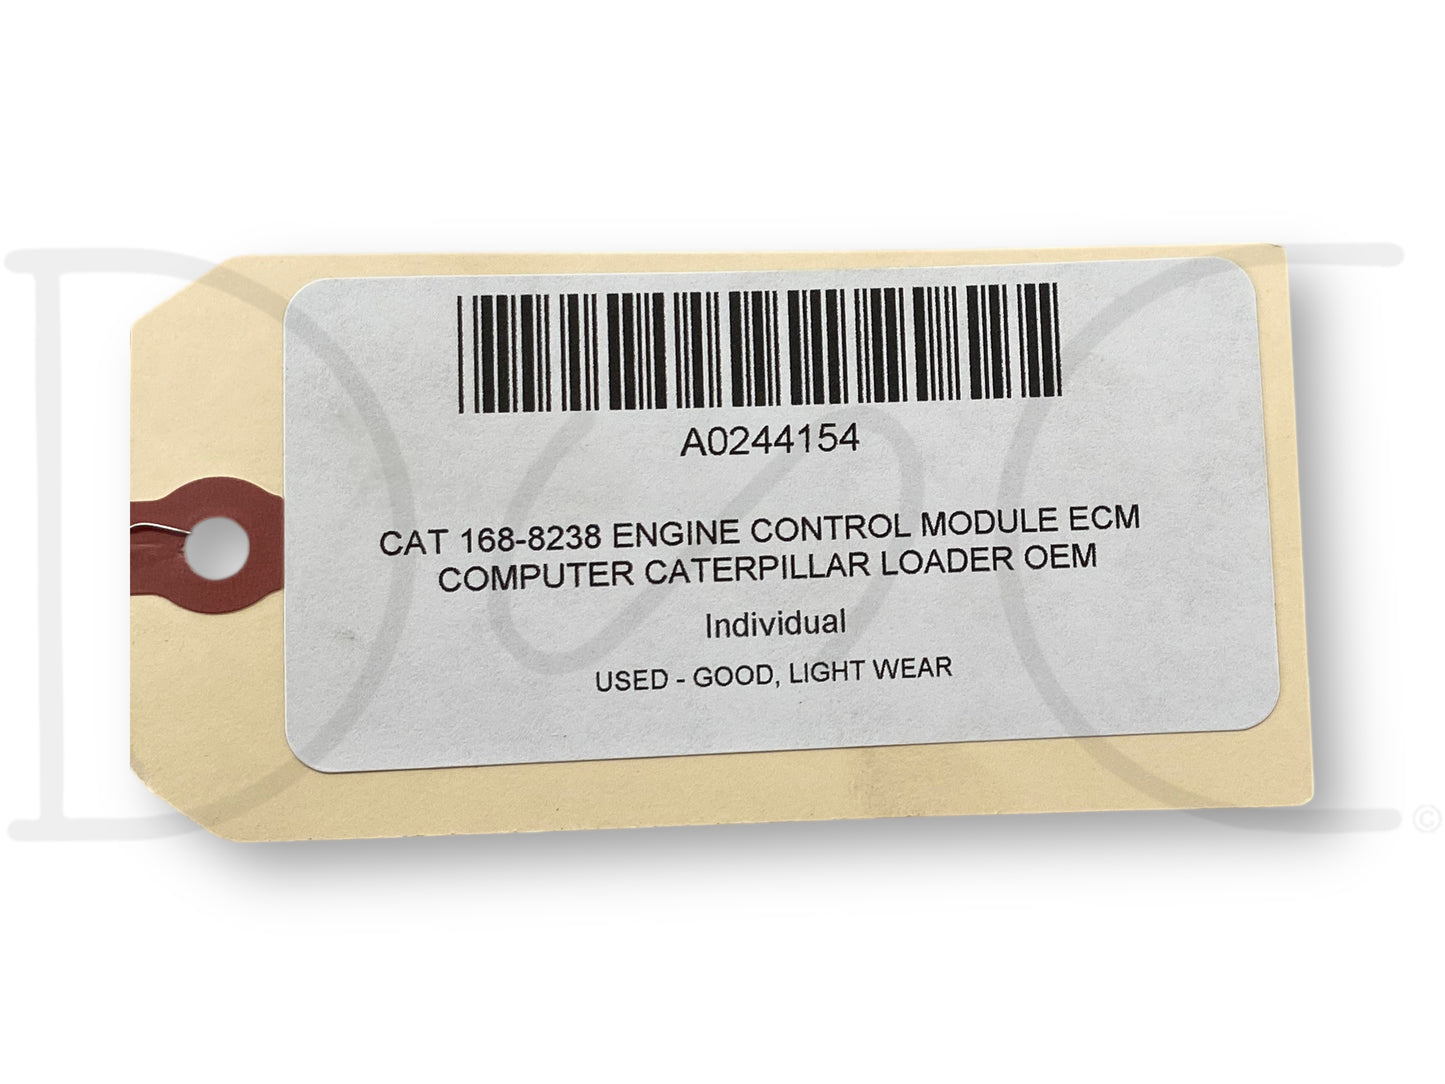 A0244154
CAT 168-8238 ENGINE CONTROL MODULE ECM
COMPUTER CATERPILLAR LOADER OEM
Individual
USED - GOOD, LIGHT WEAR
©